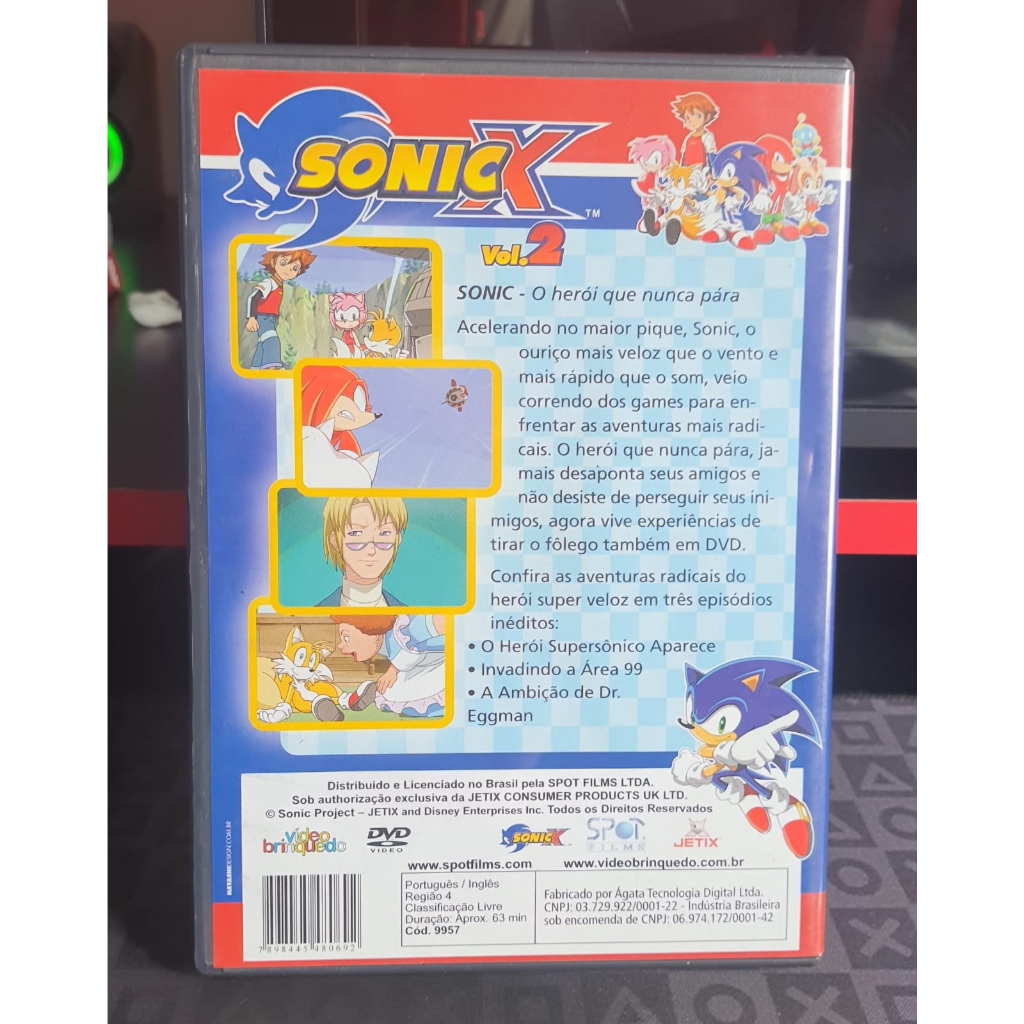 SONIC X
TM
Vol.2
SONIC - O herói que nunca pára
Acelerando no maior pique, Sonic, o
ouriço mais veloz que o vento e
mais rápido que o som, veio
correndo dos games para en-
frentar as aventuras mais radi-
cais. O herói que nunca pára, ja-
mais desaponta seus amigos e
não desiste de perseguir seus ini-
migos, agora vive experiências de
tirar o fôlego também em DVD.
Confira as aventuras radicais do
herói super veloz em três episódios
inéditos:
• O Herói Supersônico Aparece
• Invadindo a Área 99
• A Ambição de Dr.
Eggman
Distribuido e Licenciado no Brasil pela SPOT FILMS LTDA.
Sob authorização exclusiva da JETIX CONSUMER PRODUCTS UK LTD.
© Sonic Project – JETIX and Disney Enterprises Inc. Todos os Direitos Reservados
vídeo
brinquedo
DVD
VIDEO
SONIC X
SPOT
FILMS
JETIX
www.spotfilms.com
www.videobrinquedo.com.br
HAYASHIDESIGN.COM.BR
Português / Inglês
Região 4
Classificação Livre
Duração: Aprox. 63 min
Cód. 9957
Fabricado por Ágata Tecnologia Digital Ltda.
CNPJ: 03.729.922/0001-22 - Indústria Brasileira
sob encomenda de CNPJ: 06.974.172/0001-42
7 898445 480692